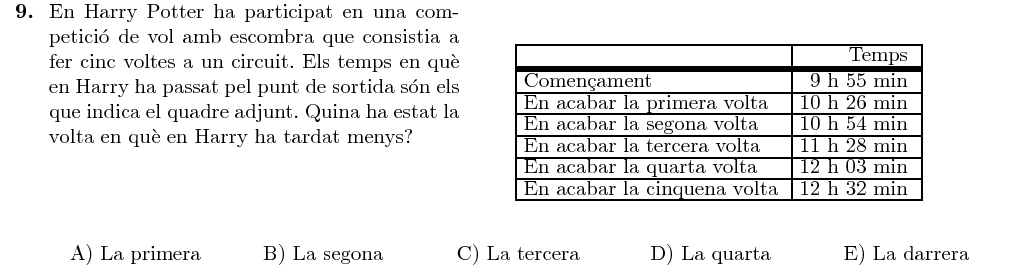 9. En Harry Potter ha participat en una com-
petició de vol amb escombra que consistia a
fer cinc voltes a un circuit. Els temps en què
en Harry ha passat pel punt de sortida són els
que indica el quadre adjunt. Quina ha estat la
volta en què en Harry ha tardat menys?
Temps
Començament 9 h 55 min
En acabar la primera volta 10 h 26 min
En acabar la segona volta 10 h 54 min
En acabar la tercera volta 11 h 28 min
En acabar la quarta volta 12 h 03 min
En acabar la cinquena volta 12 h 32 min
A) La primera B) La segona C) La tercera D) La quarta E) La darrera